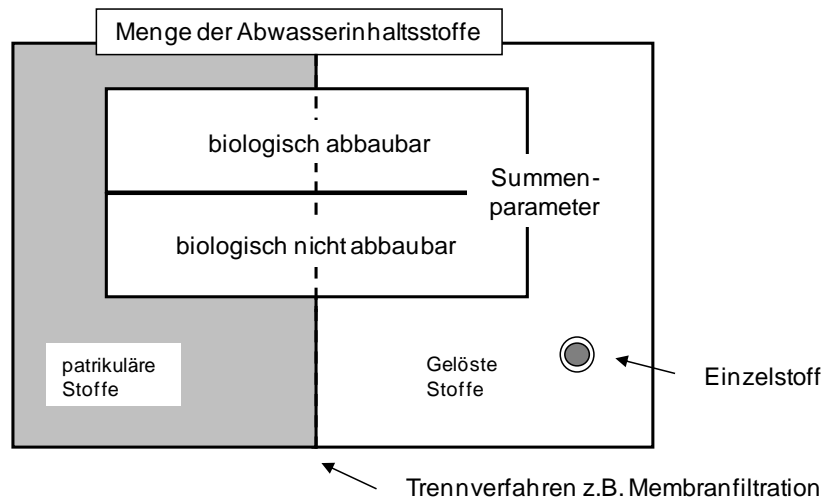 Menge der Abwasserinhaltsstoffe
biologisch abbaubar
Summen-
parameter
biologisch nicht abbaubar
patrikuläre
Stoffe
Gelöste
Stoffe
Einzelstoff
Trennverfahren z.B. Membranfiltration